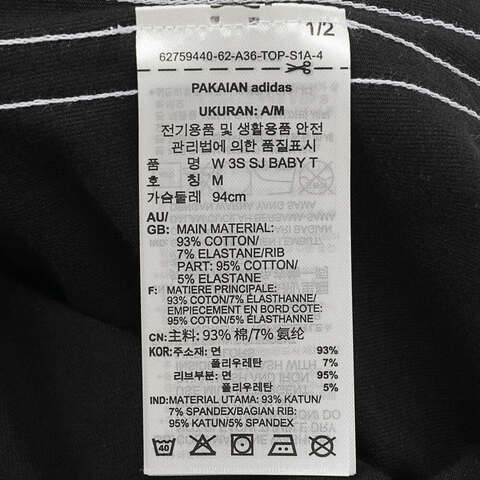 1/2
62759440-62-A36-TOP-S1A-4
PAKAIAN adidas
UKURAN: A/M
전기용품 및 생활용품 안전
관리법에 의한 품질표시
품 명 W 3S SJ BABY T
호 칭 M
가슴둘레 94cm
AU/
GB: MAIN MATERIAL:
93% COTTON/
7% ELASTANE/RIB
PART: 95% COTTON/
5% ELASTANE
F: MATIERE PRINCIPALE:
93% COTON/7% ÉLASTHANNE/
EMPIECEMENT EN BORD COTE:
95% COTON/5% ÉLASTHANNE
CN: 主料: 93% 棉/7% 氨纶
KOR: 주소재: 면 93%
폴리우레탄 7%
리브부분: 면 95%
폴리우레탄 5%
IND: MATERIAL UTAMA: 93% KATUN/
7% SPANDEX/BAGIAN RIB:
95% KATUN/5% SPANDEX
40